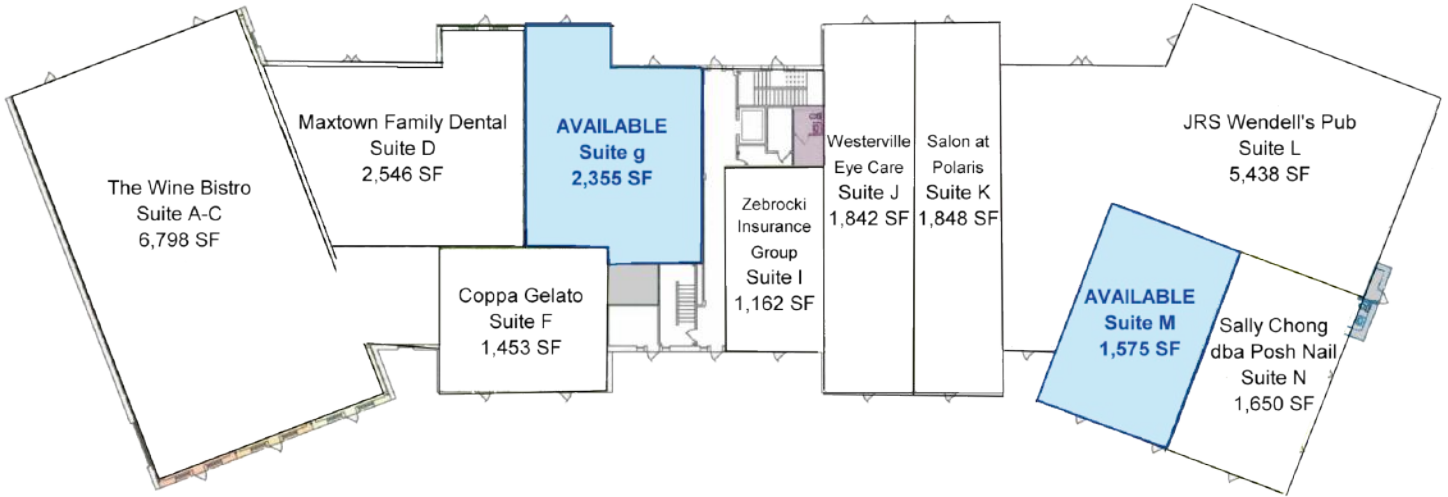 The Wine Bistro
Suite A-C
6,798 SF
Maxtown Family Dental
Suite D
2,546 SF
AVAILABLE
Suite g
2,355 SF
Coppa Gelato
Suite F
1,453 SF
Zebrocki
Insurance
Group
Suite I
1,162 SF
Westerville
Eye Care
Suite J
1,842 SF
Salon at
Polaris
Suite K
1,848 SF
JRS Wendell's Pub
Suite L
5,438 SF
AVAILABLE
Suite M
1,575 SF
Sally Chong
dba Posh Nail
Suite N
1,650 SF